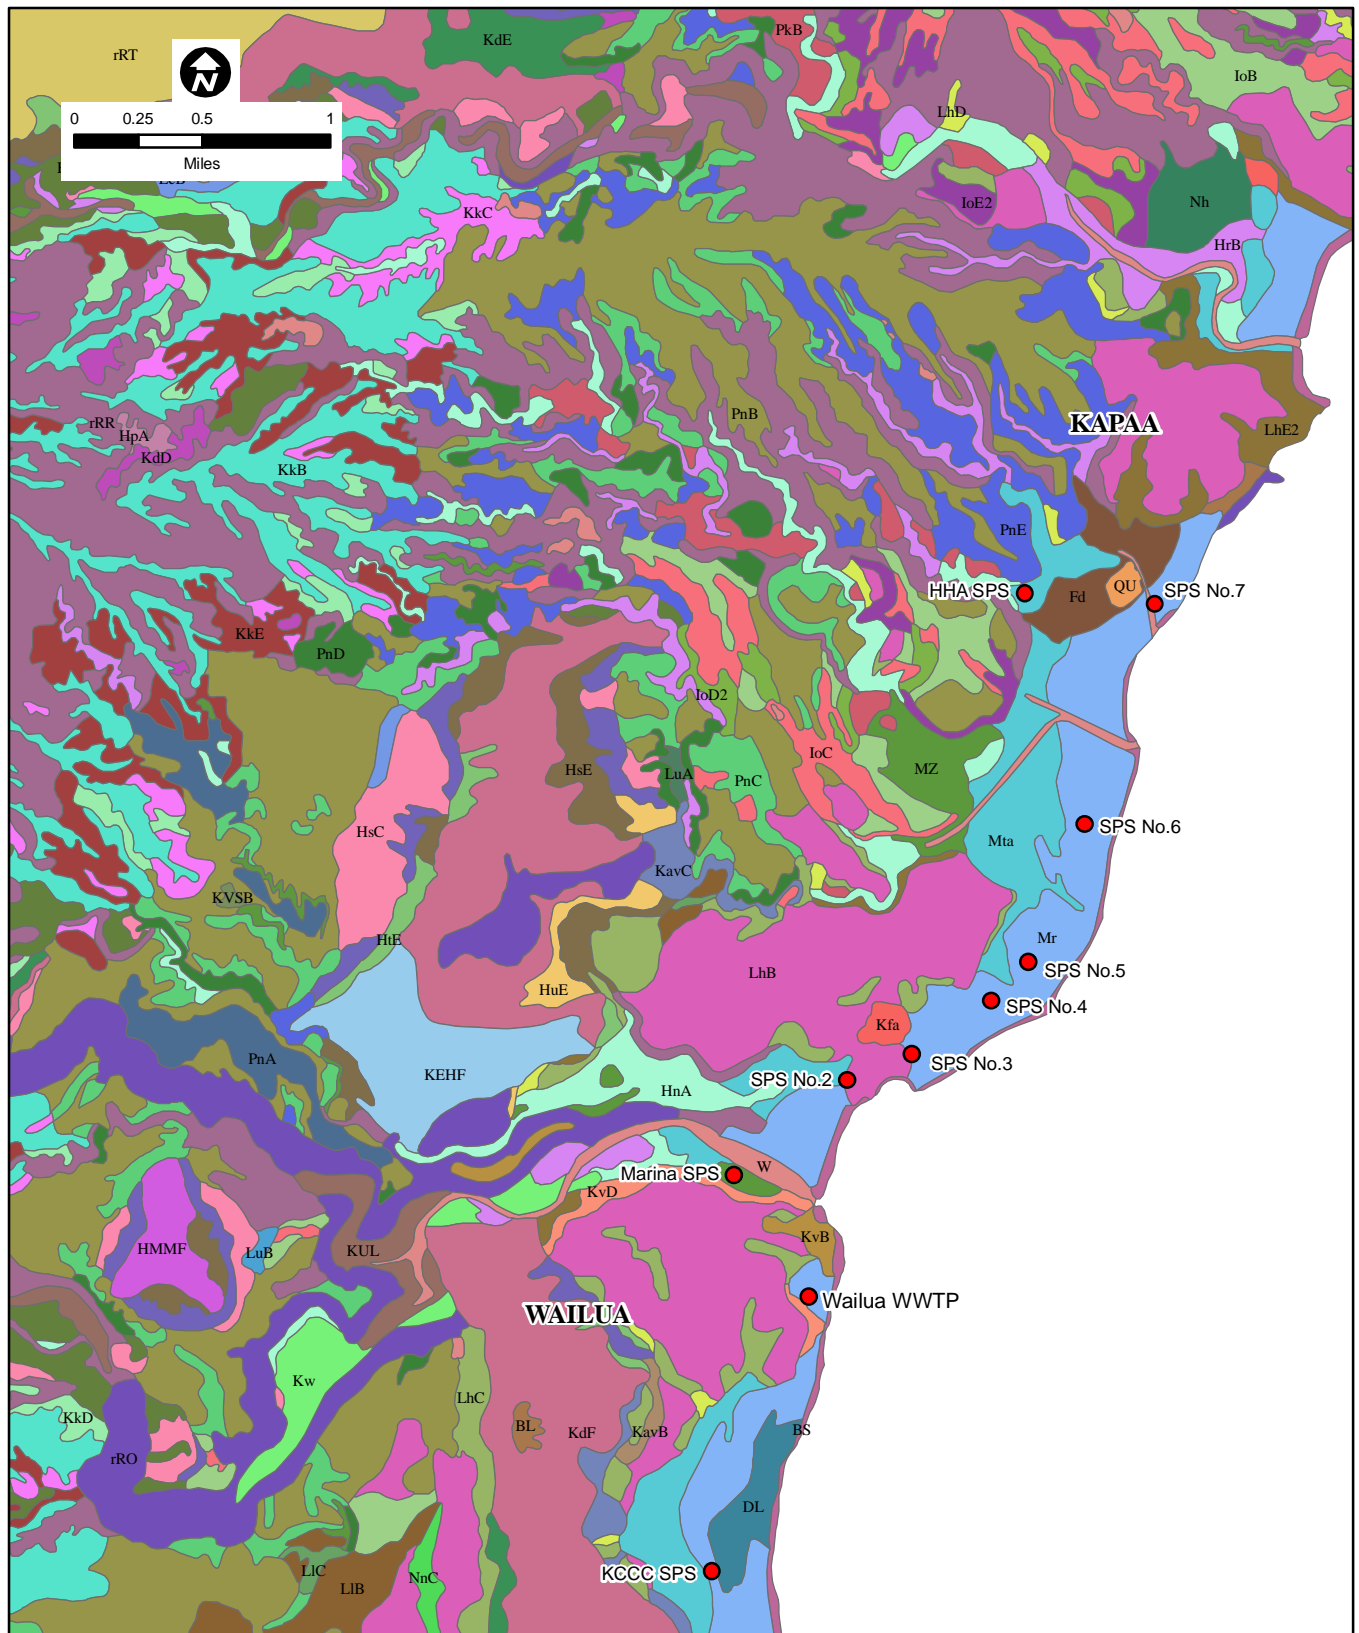 rRT
KdE
PkB
IoB
N
0 0.25 0.5 1
Miles
LhD
IoE2
Nh
KkC
HrB
rRR
HpA
KdD
KkB
PnB
KAPAA
LhE2
PnE
HHA SPS
Fd
QU
SPS No.7
KkE
PnD
IoD2
HsE
LuA
PnC
IoC
MZ
HsC
KavC
Mta
SPS No.6
KVSB
HtE
Mr
LhB
SPS No.5
HuE
SPS No.4
Kfa
PnA
KEHF
SPS No.3
HnA
SPS No.2
W
Marina SPS
KvD
HMMF
LuB
KUL
KvB
WAILUA
Wailua WWTP
Kw
LhC
KkD
BL
KdF
KavB
BS
rRO
DL
LlC
LlB
NnC
KCCC SPS